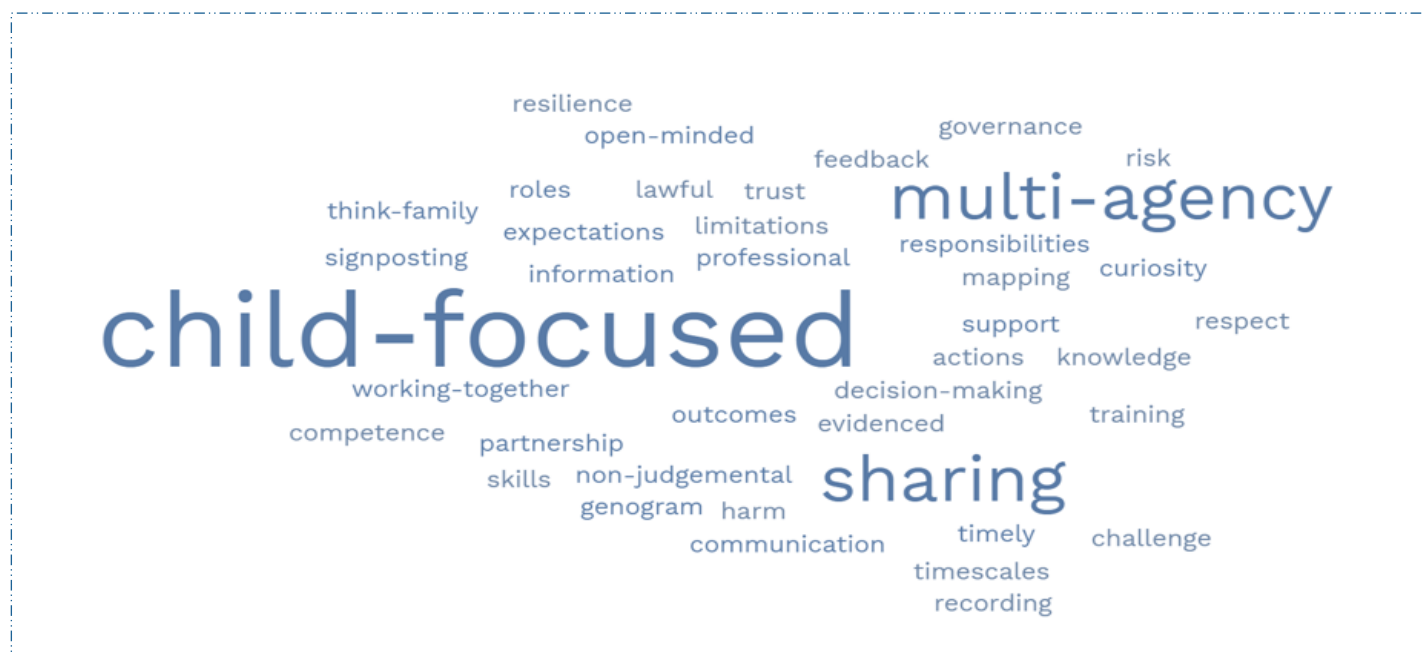 resilience
open-minded
governance
feedback
risk
roles
lawful
trust
multi-agency
think-family
expectations
limitations
responsibilities
signposting
information
professional
mapping
curiosity
child-focused
support
respect
actions
knowledge
working-together
decision-making
outcomes
evidenced
training
competence
partnership
skills
non-judgemental
sharing
genogram
harm
communication
timely
challenge
timescales
recording